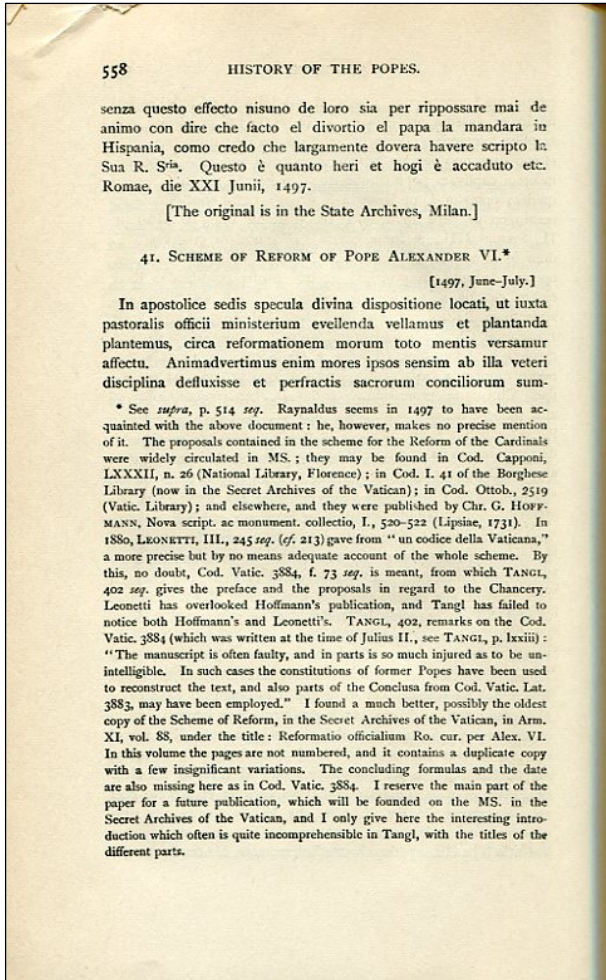 558 HISTORY OF THE POPES.
senza questo effecto nisuno de loro sia per rippossare mai de
animo con dire che facto el divortio el papa la mandara in
Hispania, como credo che largamente dovera havere scripto la
Sua R. Sria. Questo è quanto heri et hogi è accaduto etc.
Romae, die XXI Junii, 1497.
[The original is in the State Archives, Milan.]
41. SCHEME OF REFORM OF POPE ALEXANDER VI.*
[1497, June–July.]
In apostolice sedis specula divina dispositione locati, ut iuxta
pastoralis officii ministerium evellenda vellamus et plantanda
plantemus, circa reformationem morum toto mentis versamur
affectu. Animadvertimus enim mores ipsos sensim ab illa veteri
disciplina defluxisse et perfractis sacrorum conciliorum sum-
* See supra, p. 514 seq. Raynaldus seems in 1497 to have been ac-
quainted with the above document : he, however, makes no precise mention
of it. The proposals contained in the scheme for the Reform of the Cardinals
were widely circulated in MS. ; they may be found in Cod. Capponi,
LXXXII, n. 26 (National Library, Florence) ; in Cod. I. 41 of the Borghese
Library (now in the Secret Archives of the Vatican) ; in Cod. Ottob., 2519
(Vatic. Library) ; and elsewhere, and they were published by Chr. G. HOFF-
MANN, Nova script. ac monument. collectio, I., 520–522 (Lipsiae, 1731). In
1880, LEONETTI, III., 245 seq. (cf. 213) gave from “ un codice della Vaticana,”
a more precise but by no means adequate account of the whole scheme. By
this, no doubt, Cod. Vatic. 3884, f. 73 seq. is meant, from which TANGL,
402 seq. gives the preface and the proposals in regard to the Chancery.
Leonetti has overlooked Hoffmann’s publication, and Tangl has failed to
notice both Hoffmann’s and Leonetti’s. TANGL, 402, remarks on the Cod.
Vatic. 3884 (which was written at the time of Julius II., see TANGL, p. lxxiii) :
“The manuscript is often faulty, and in parts is so much injured as to be un-
intelligible. In such cases the constitutions of former Popes have been used
to reconstruct the text, and also parts of the Conclusa from Cod. Vatic. Lat.
3883, may have been employed.” I found a much better, possibly the oldest
copy of the Scheme of Reform, in the Secret Archives of the Vatican, in Arm.
XI, vol. 88, under the title : Reformatio officialium Ro. cur. per Alex. VI.
In this volume the pages are not numbered, and it contains a duplicate copy
with a few insignificant variations. The concluding formulas and the date
are also missing here as in Cod. Vatic. 3884. I reserve the main part of the
paper for a future publication, which will be founded on the MS. in the
Secret Archives of the Vatican, and I only give here the interesting intro-
duction which often is quite incomprehensible in Tangl, with the titles of the
different parts.